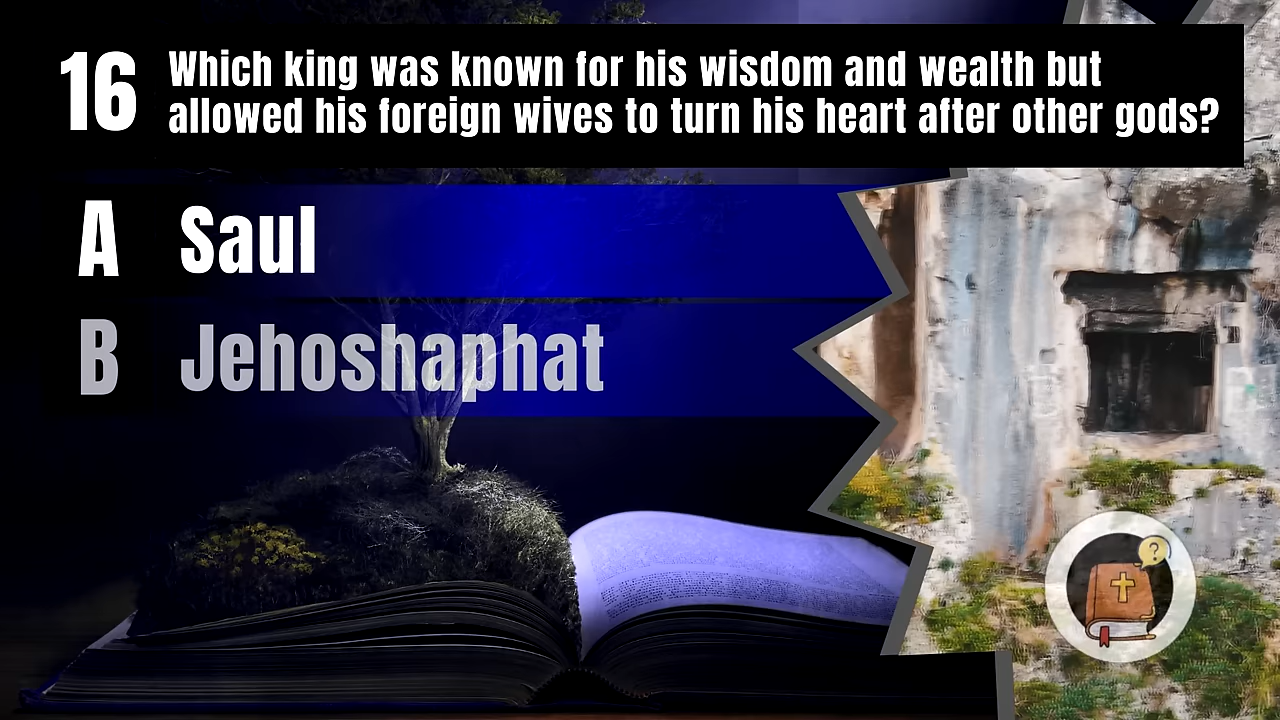 16
Which king was known for his wisdom and wealth but
allowed his foreign wives to turn his heart after other gods?
A Saul
B Jehoshaphat
?